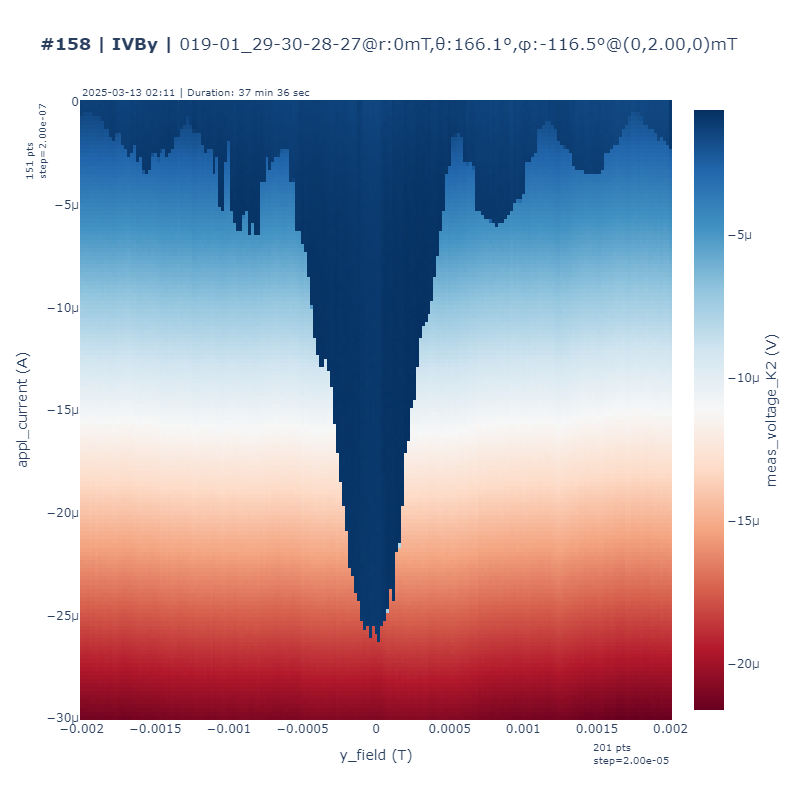 #158 | IVBy | 019-01_29-30-28-27@r:0mT,θ:166.1°,φ:-116.5°@(0,2.00,0)mT
2025-03-13 02:11 | Duration: 37 min 36 sec
151 pts
step=2.00e-07
appl_current (A)
0
−5μ
−10μ
−15μ
−20μ
−25μ
−30μ
−0.002
−0.0015
−0.001
−0.0005
0
0.0005
0.001
0.0015
0.002
y_field (T)
201 pts
step=2.00e-05
−5μ
−10μ
−15μ
−20μ
meas_voltage_K2 (V)